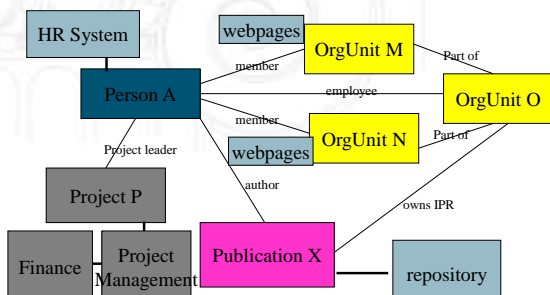 HR System
webpages
OrgUnit M
Part of
member
Person A
employee
OrgUnit O
member
OrgUnit N
Part of
webpages
Project leader
author
Project P
owns IPR
Finance
Project
Management
Publication X
repository